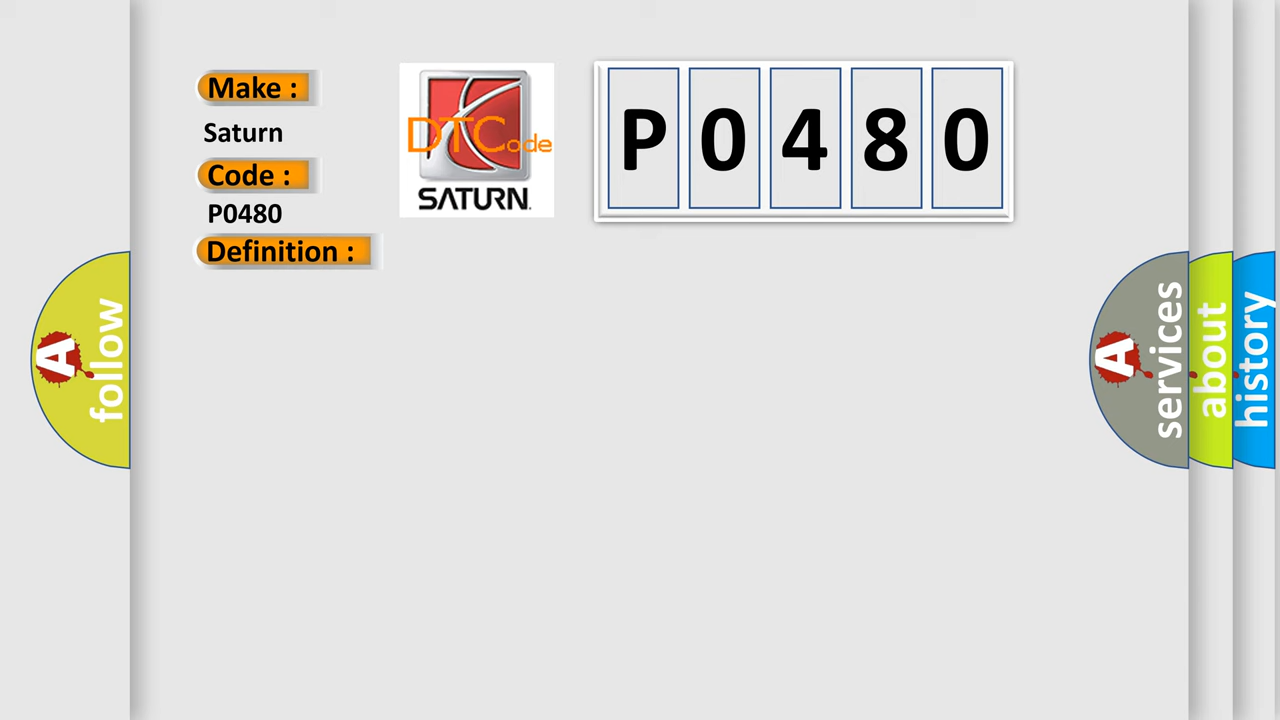 Make :
Saturn
Code :
P0480
Definition :
DTCode
SATURN
P 0 4 8 0
A follow
A services
about
history